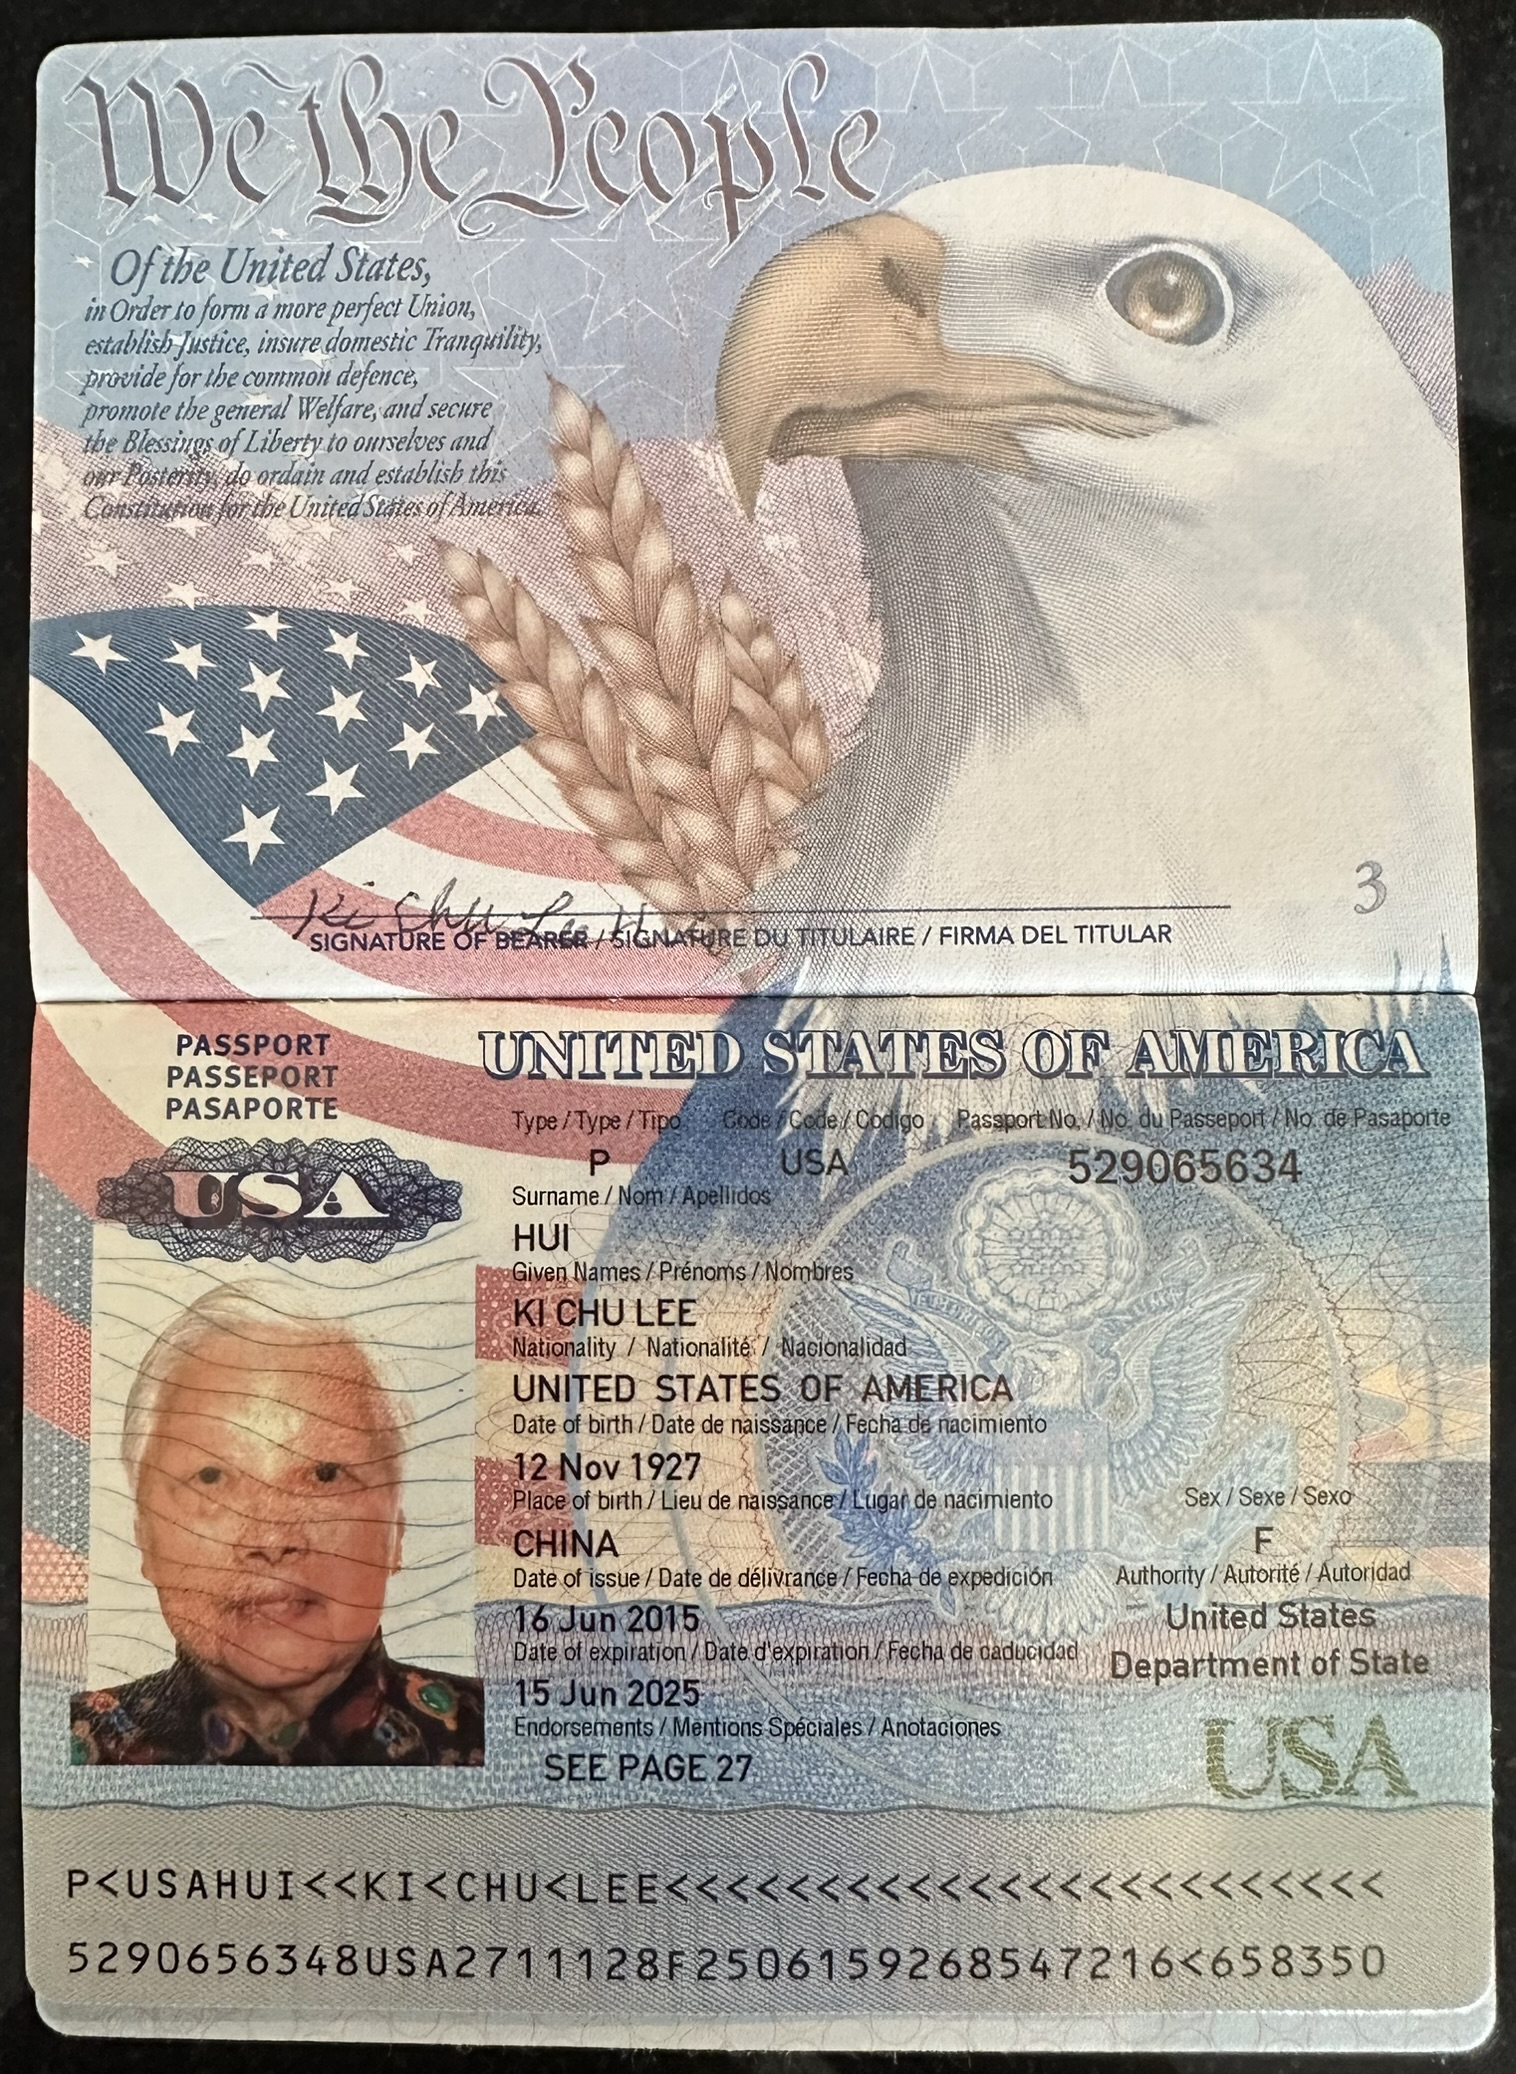 We the People
Of the United States,
in Order to form a more perfect Union,
establish Justice, insure domestic Tranquility,
provide for the common defence,
promote the general Welfare, and secure
the Blessings of Liberty to ourselves and
our Posterity, do ordain and establish this
Constitution for the United States of America.
Ki Chu Lee Hui
3
SIGNATURE OF BEARER / SIGNATURE DU TITULAIRE / FIRMA DEL TITULAR
PASSPORT
PASSEPORT
PASAPORTE
USA
UNITED STATES OF AMERICA
Type / Type / Tipo Code / Code / Código Passport No. / No. du Passeport / No. de Pasaporte
P USA 529065634
Surname / Nom / Apellidos
HUI
Given Names / Prénoms / Nombres
KI CHU LEE
Nationality / Nationalité / Nacionalidad
UNITED STATES OF AMERICA
Date of birth / Date de naissance / Fecha de nacimiento
12 Nov 1927
Place of birth / Lieu de naissance / Lugar de nacimiento Sex / Sexe / Sexo
CHINA F
Date of issue / Date de délivrance / Fecha de expedición Authority / Autorité / Autoridad
16 Jun 2015 United States
Date of expiration / Date d'expiration / Fecha de caducidad Department of State
15 Jun 2025
Endorsements / Mentions Spéciales / Anotaciones
SEE PAGE 27
USA
P<USAHUI<<KI<CHU<LEE<<<<<<<<<<<<<<<<<<<<<<<<
5290656348USA2711128F2506159268547216<658350